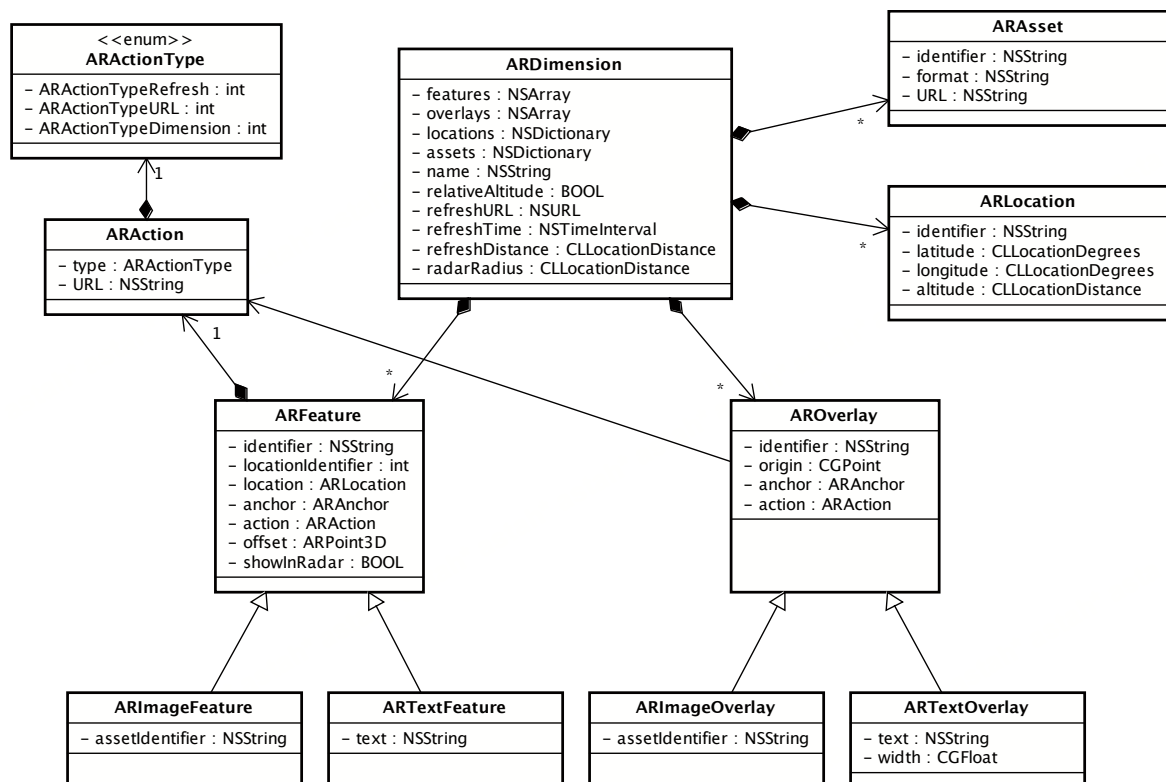 <<enum>>
ARActionType
– ARActionTypeRefresh : int
– ARActionTypeURL : int
– ARActionTypeDimension : int
ARDimension
– features : NSArray
– overlays : NSArray
– locations : NSDictionary
– assets : NSDictionary
– name : NSString
– relativeAltitude : BOOL
– refreshURL : NSURL
– refreshTime : NSTimeInterval
– refreshDistance : CLLocationDistance
– radarRadius : CLLocationDistance
ARAsset
– identifier : NSString
– format : NSString
– URL : NSString
*
1
ARAction
– type : ARActionType
– URL : NSString
ARLocation
– identifier : NSString
– latitude : CLLocationDegrees
– longitude : CLLocationDegrees
– altitude : CLLocationDistance
*
1
*
*
ARFeature
– identifier : NSString
– locationIdentifier : int
– location : ARLocation
– anchor : ARAnchor
– action : ARAction
– offset : ARPoint3D
– showInRadar : BOOL
AROverlay
– identifier : NSString
– origin : CGPoint
– anchor : ARAnchor
– action : ARAction
ARImageFeature
– assetIdentifier : NSString
ARTextFeature
– text : NSString
ARImageOverlay
– assetIdentifier : NSString
ARTextOverlay
– text : NSString
– width : CGFloat